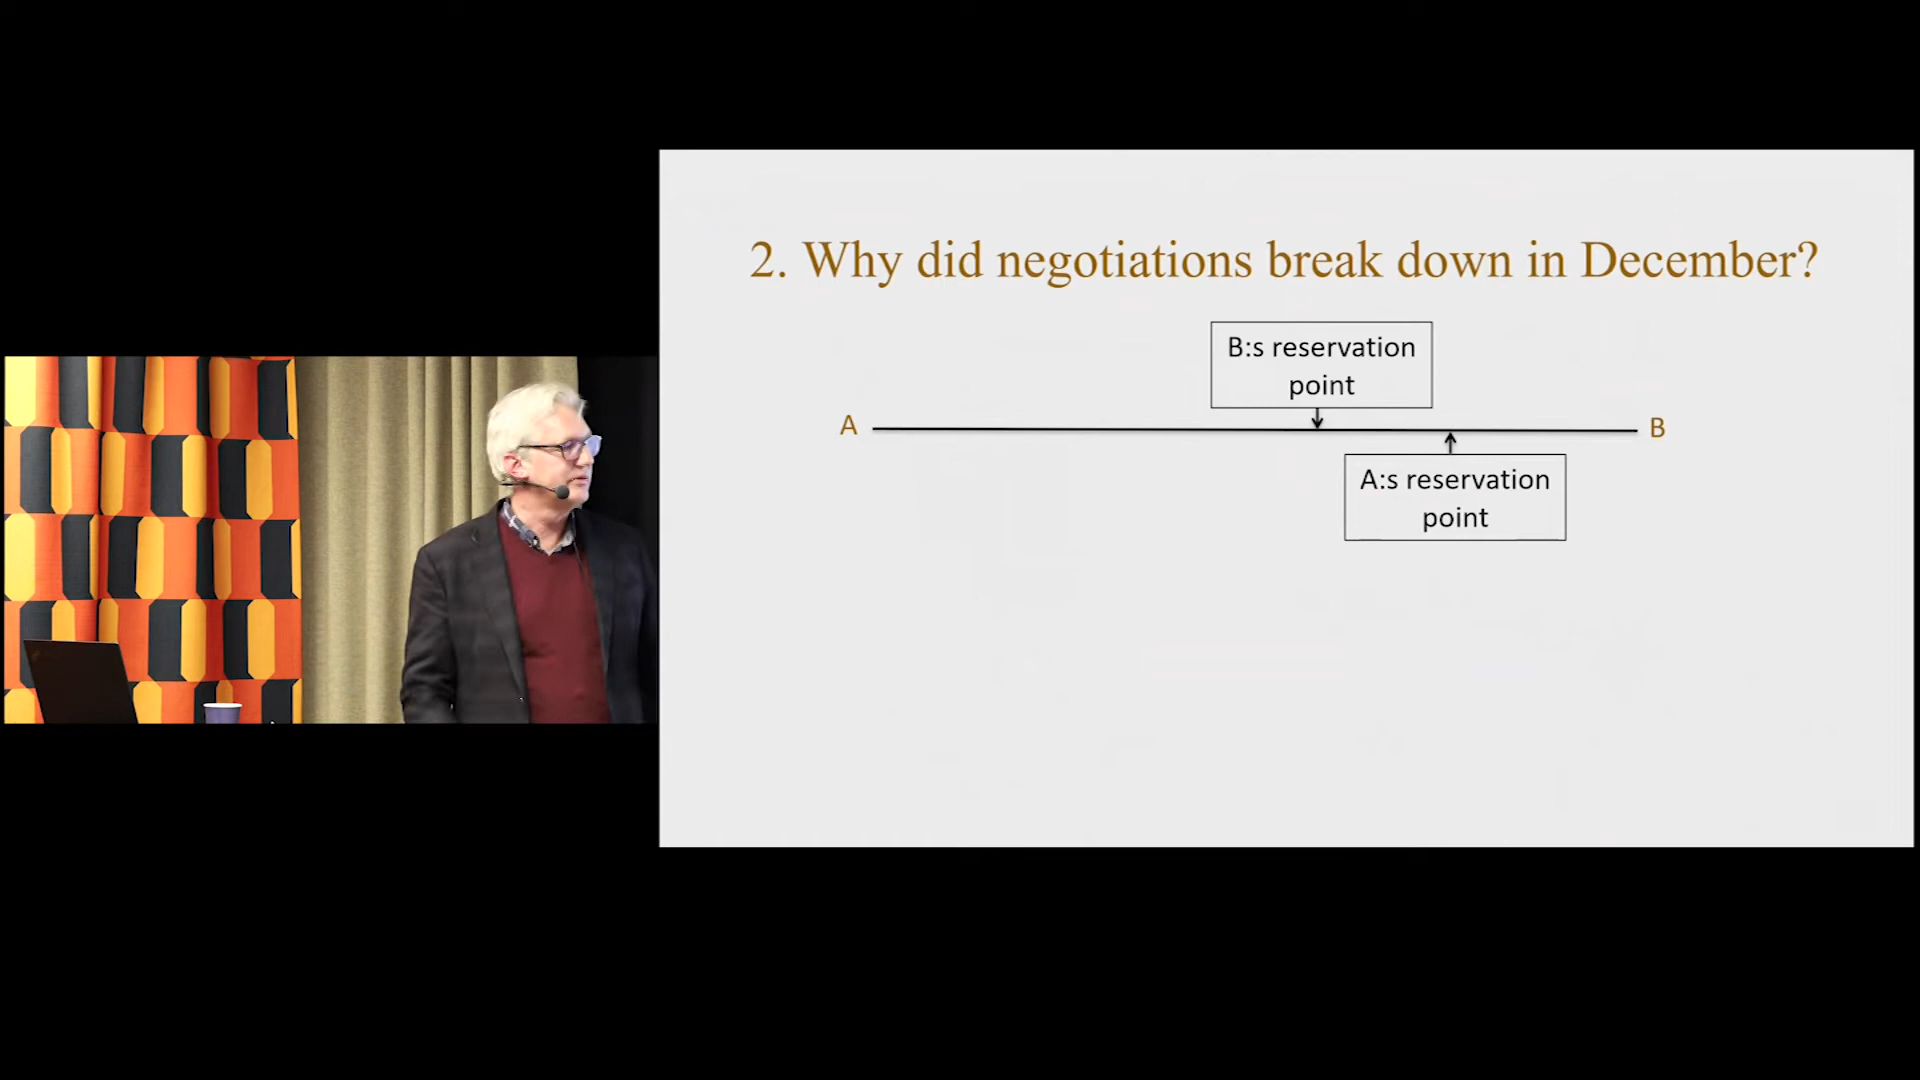 2. Why did negotiations break down in December?
B:s reservation
point
A
B
A:s reservation
point